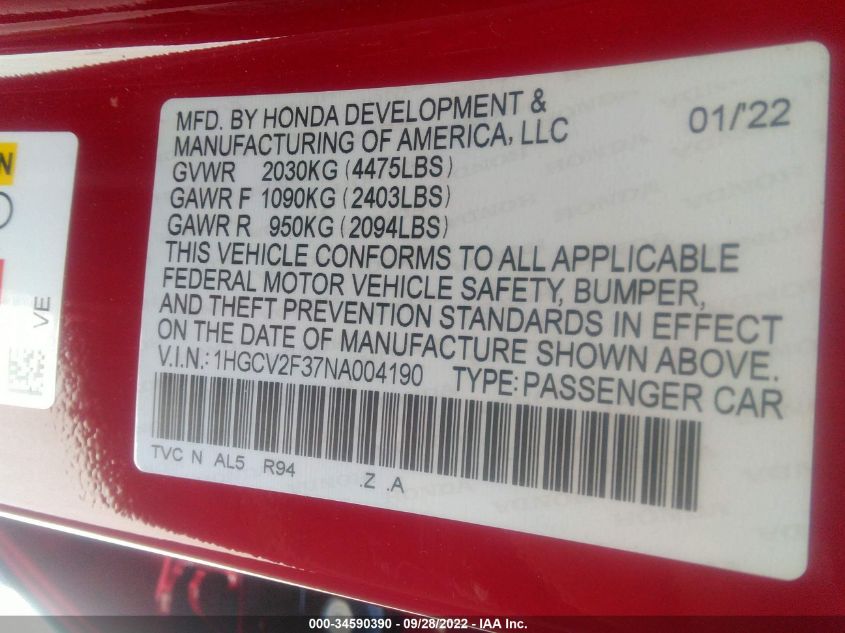 MFD. BY HONDA DEVELOPMENT &
MANUFACTURING OF AMERICA, LLC
01/'22
GVWR 2030KG (4475LBS)
GAWR F 1090KG (2403LBS)
GAWR R 950KG (2094LBS)
THIS VEHICLE CONFORMS TO ALL APPLICABLE
FEDERAL MOTOR VEHICLE SAFETY, BUMPER,
AND THEFT PREVENTION STANDARDS IN EFFECT
ON THE DATE OF MANUFACTURE SHOWN ABOVE.
V.I.N.: 1HGCV2F37NA004190 TYPE: PASSENGER CAR
TVC N AL5 R94 .Z .A
VE
000-34590390 - 09/28/2022 - IAA Inc.